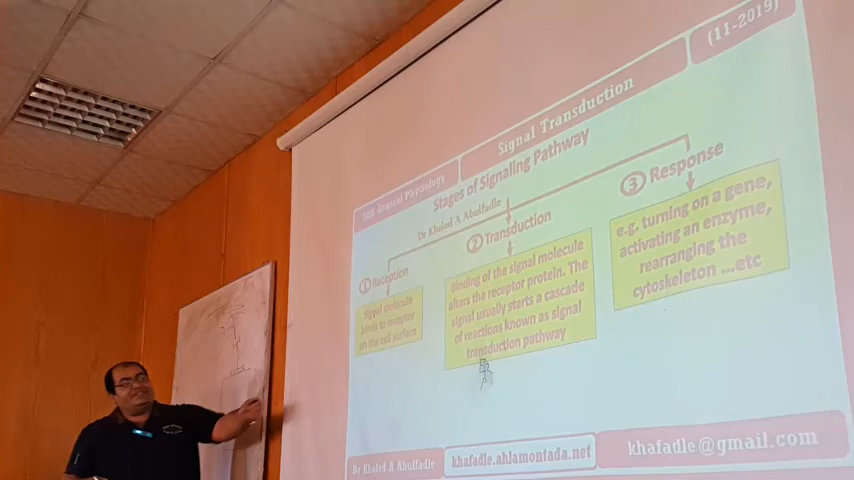 UOK General Physiology
Signal Transduction
(11-2019)
Stages of Signaling Pathway
Dr Khaled A Abulfadle
① Reception
Signal molecule
binds to receptor
on the cell surface
② Transduction
Binding of the signal molecule
alters the receptor protein. The
signal usually starts a cascade
of reactions known as signal
transduction pathway
③ Response
e.g. turning on a gene,
activating an enzyme,
rearranging the
cytoskeleton ...etc
Dr Khaled A Abulfadle
khafadle.ahlamontada.net
khafadle@gmail.com